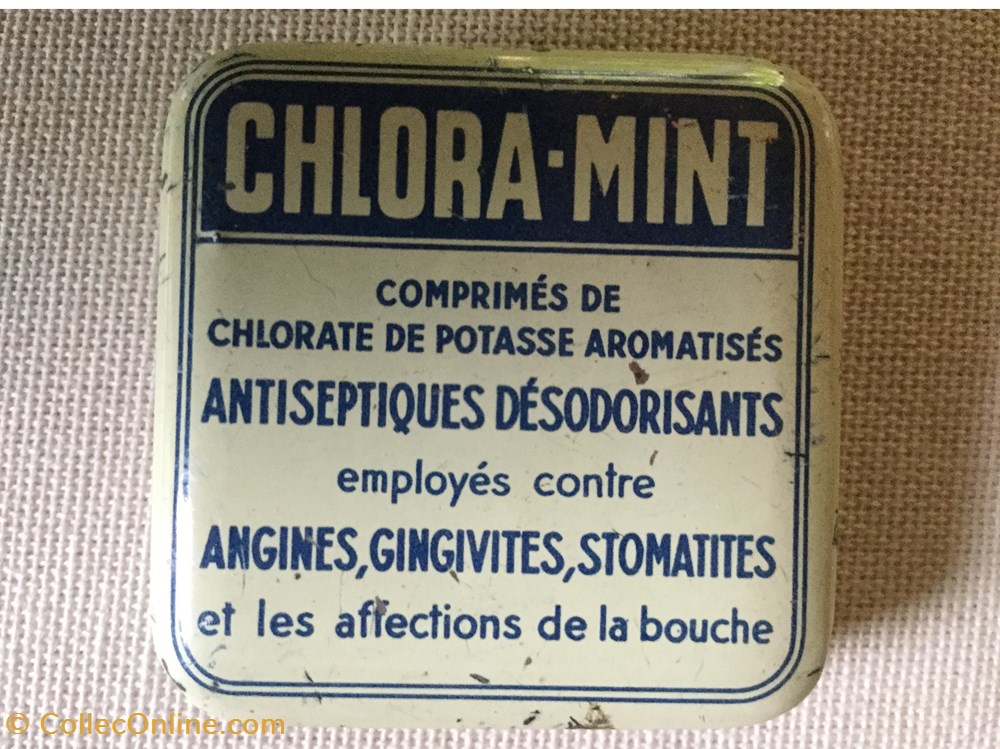 CHLORA-MINT
COMPRIMÉS DE
CHLORATE DE POTASSE AROMATISÉS
ANTISEPTIQUES DÉSODORISANTS
employés contre
ANGINES, GINGIVITES, STOMATITES
et les affections de la bouche
© CollecOnline.com